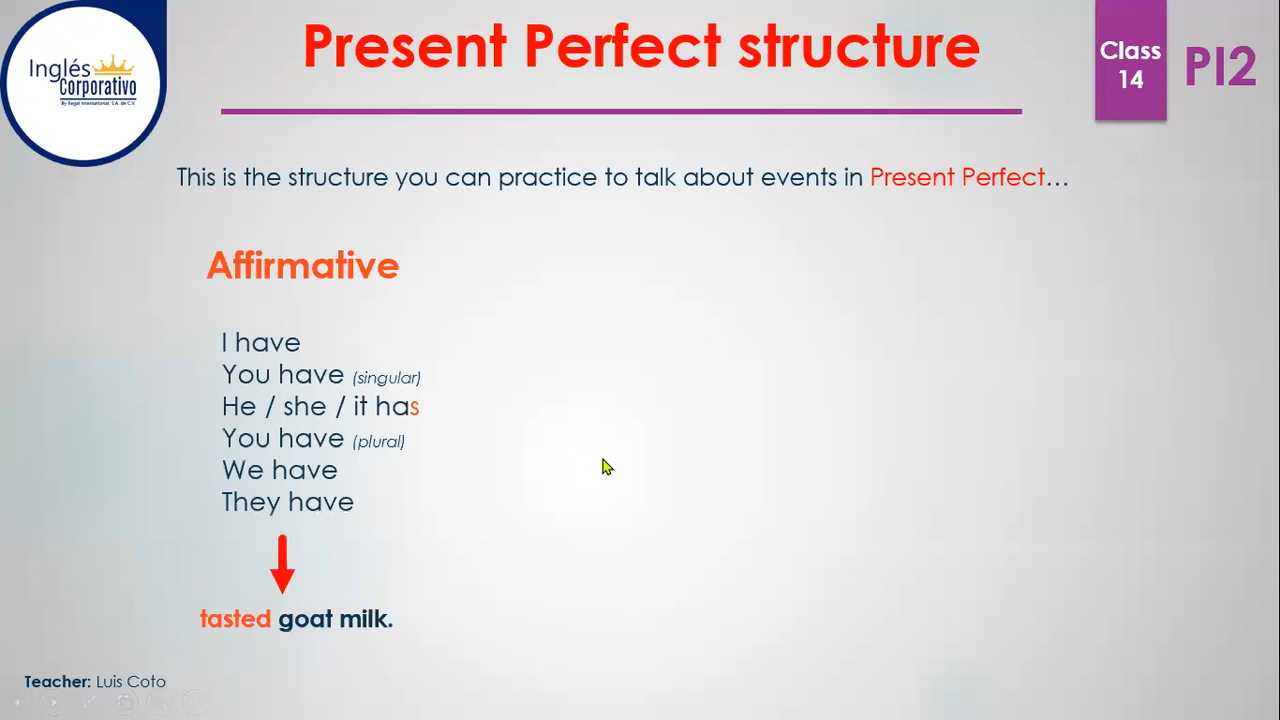 Inglés
Corporativo
By Regal International, S.A. de C.V.
Present Perfect structure
Class
14
PI2
This is the structure you can practice to talk about events in Present Perfect…
Affirmative
I have
You have (singular)
He / she / it has
You have (plural)
We have
They have
tasted goat milk.
Teacher: Luis Coto